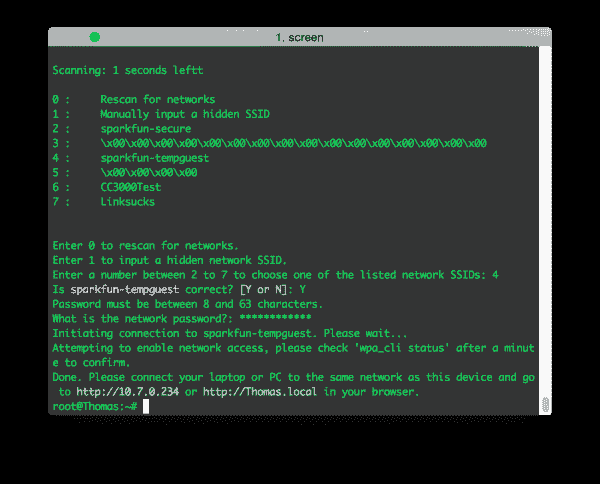 1. screen
Scanning: 1 seconds leftt
0 : Rescan for networks
1 : Manually input a hidden SSID
2 : sparkfun-secure
3 : \x00\x00\x00\x00\x00\x00\x00\x00\x00\x00\x00\x00\x00\x00\x00\x00
4 : sparkfun-tempguest
5 : \x00\x00\x00\x00
6 : CC3000Test
7 : Linksucks
Enter 0 to rescan for networks.
Enter 1 to input a hidden network SSID.
Enter a number between 2 to 7 to choose one of the listed network SSIDs: 4
Is sparkfun-tempguest correct? [Y or N]: Y
Password must be between 8 and 63 characters.
What is the network password?: ************
Initiating connection to sparkfun-tempguest. Please wait...
Attempting to enable network access, please check 'wpa_cli status' after a minut
e to confirm.
Done. Please connect your laptop or PC to the same network as this device and go
to http://10.7.0.234 or http://Thomas.local in your browser.
root@Thomas:~#